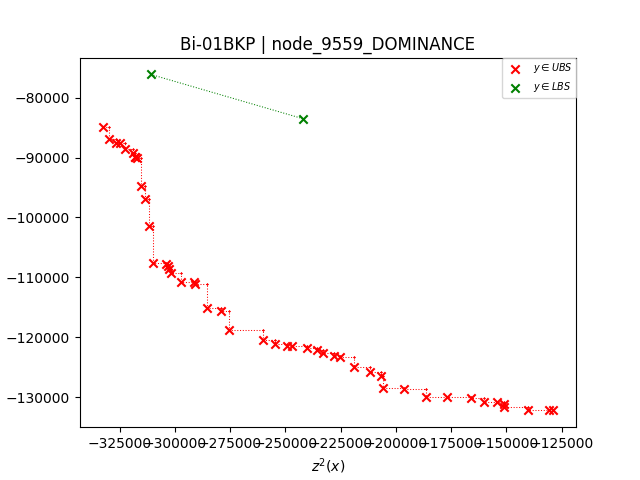 Bi-01BKP | node_9559_DOMINANCE
y ∈ UBS
y ∈ LBS
−80000
−90000
−100000
−110000
−120000
−130000
−325000 −300000 −275000 −250000 −225000 −200000 −175000 −150000 −125000
z²(x)